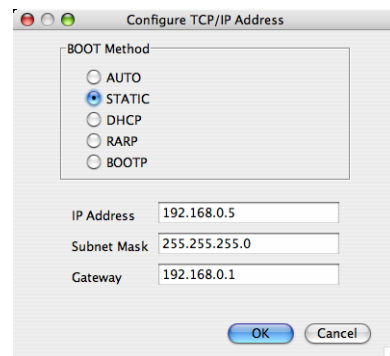 Configure TCP/IP Address
BOOT Method
AUTO
STATIC
DHCP
RARP
BOOTP
IP Address 192.168.0.5
Subnet Mask 255.255.255.0
Gateway 192.168.0.1
OK Cancel